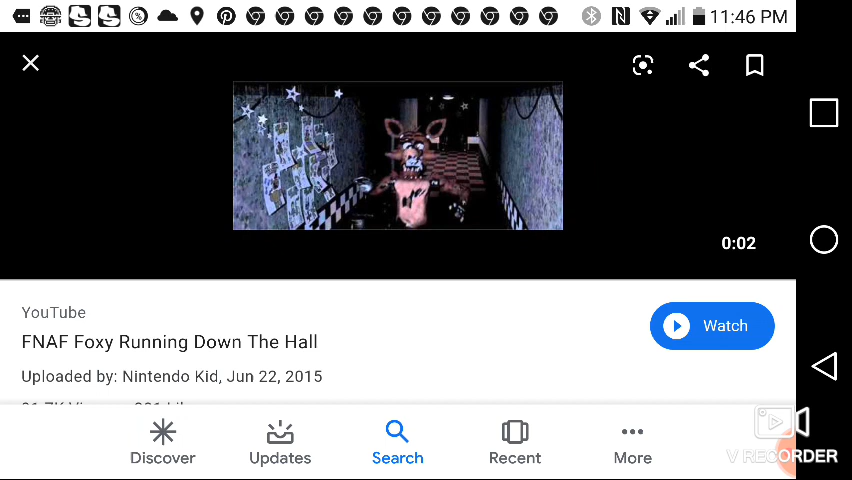 11:46 PM
0:02
YouTube
FNAF Foxy Running Down The Hall
Watch
Uploaded by: Nintendo Kid, Jun 22, 2015
Discover
Updates
Search
Recent
More
V RECORDER